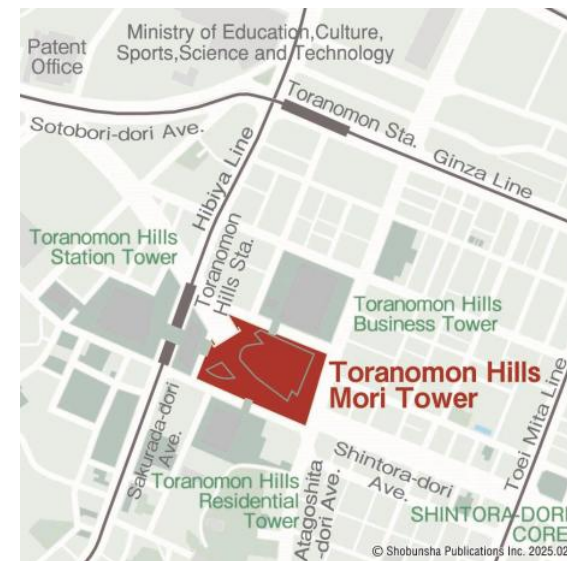 Ministry of Education,Culture,
Sports,Science and Technology
Patent
Office
Toranomon Sta.
Sotobori-dori Ave.
Ginza Line
Hibiya Line
Toranomon Hills
Station Tower
Toranomon
Hills Sta.
Toranomon Hills
Business Tower
Toranomon Hills
Mori Tower
Toei Mita Line
Sakurada-dori
Ave.
Shintora-dori
Ave.
Toranomon Hills
Residential
Tower
Atagoshita
-dori Ave.
SHINTORA-DORI
CORE
© Shobunsha Publications Inc. 2025.02